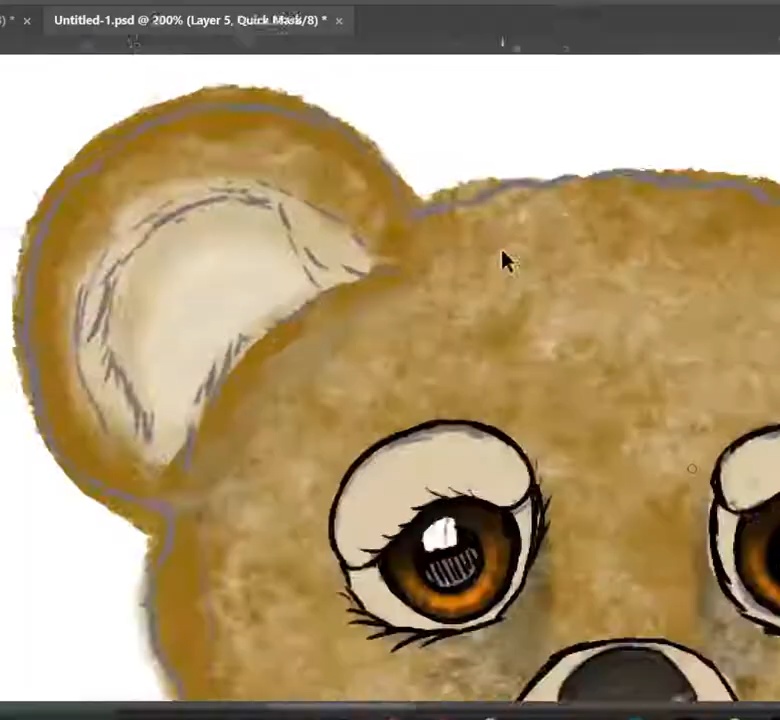 ) * × Untitled-1.psd @ 200% (Layer 5, Quick Mask/8) * ×